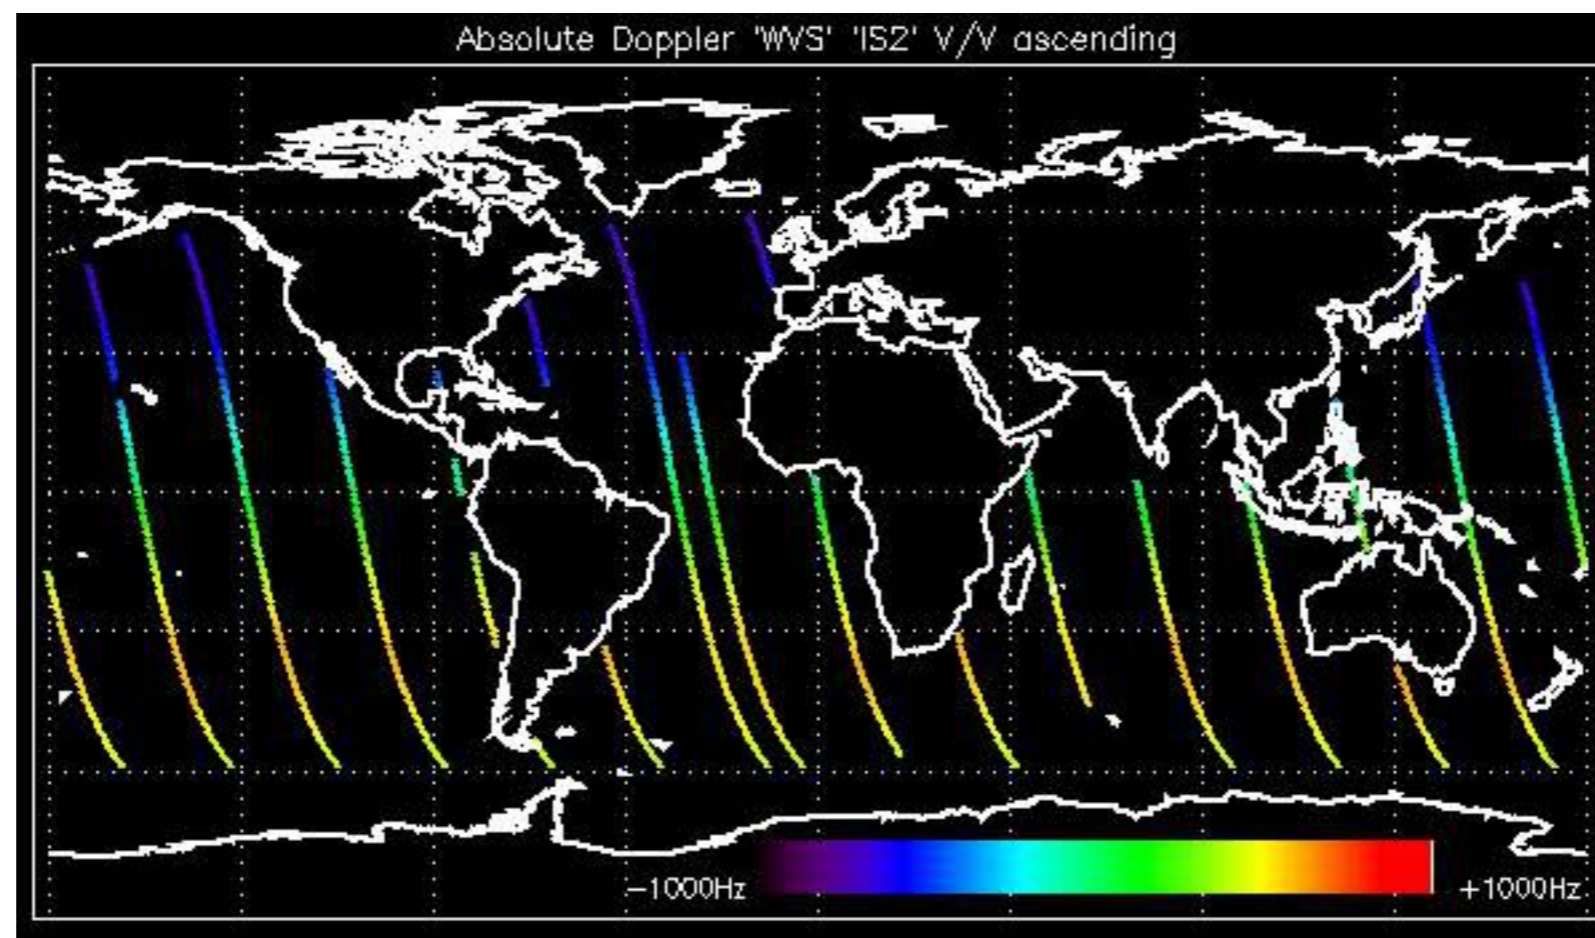 Absolute Doppler 'WVS' 'IS2' V/V ascending
−1000Hz +1000Hz